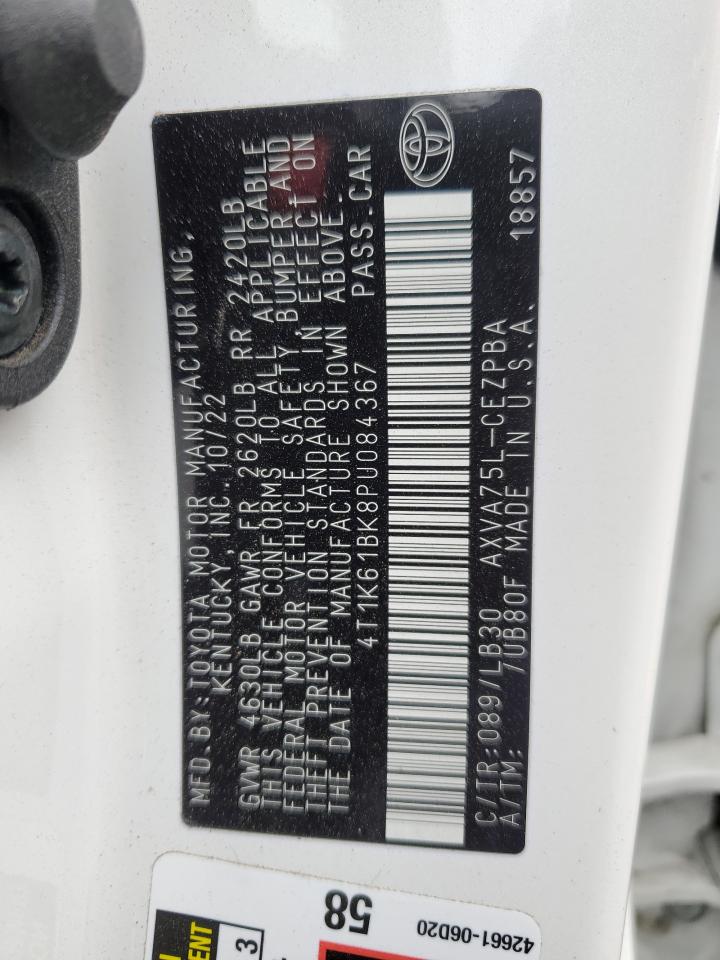 MFD.BY:TOYOTA MOTOR MANUFACTURING,
KENTUCKY,INC. 10/22
GVWR 4630LB GAWR FR 2620LB RR 2420LB
THIS VEHICLE CONFORMS TO ALL APPLICABLE
FEDERAL MOTOR VEHICLE SAFETY,BUMPER AND
THEFT PREVENTION STANDARDS IN EFFECT ON
THE DATE OF MANUFACTURE SHOWN ABOVE.
4T1K61BK8PU084367 PASS.CAR
C/TR:089/LB30 AXVA75L-CEZPBA 18857
A/TM: /UB80F MADE IN U.S.A.
58
42661-06D20
3